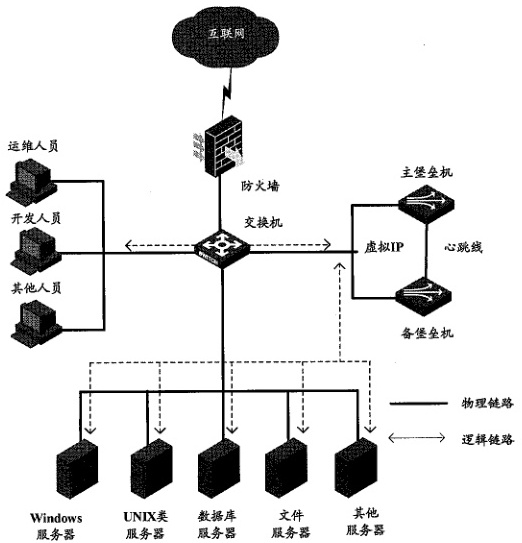 互联网
运维人员
防火墙
主堡垒机
开发人员
交换机
虚拟IP
心跳线
其他人员
备堡垒机
物理链路
逻辑链路
Windows
服务器
UNIX类
服务器
数据库
服务器
文件
服务器
其他
服务器